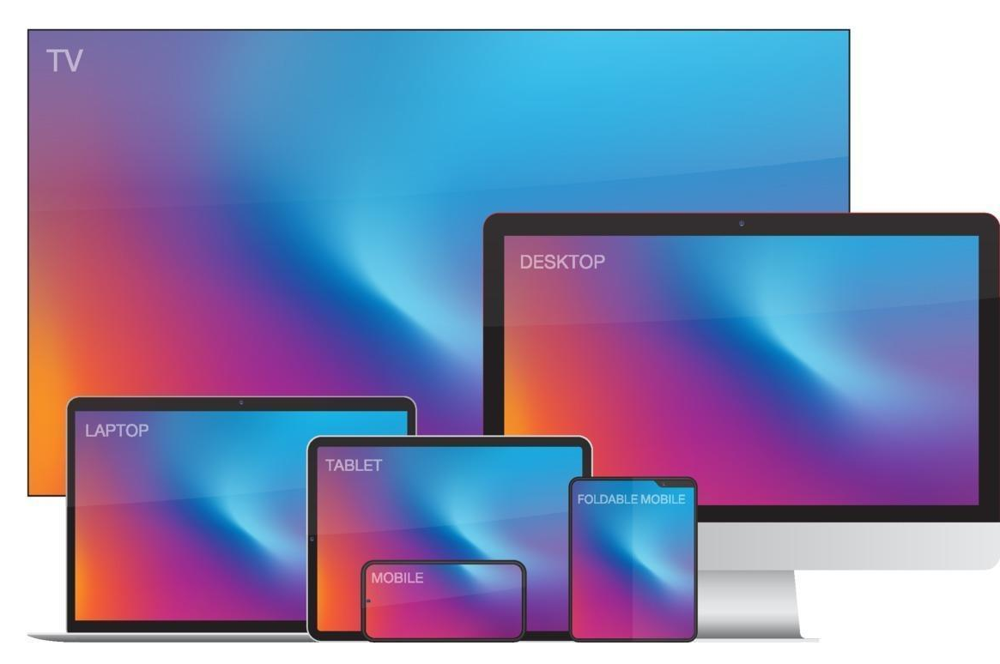 TV
DESKTOP
LAPTOP
TABLET
FOLDABLE MOBILE
MOBILE